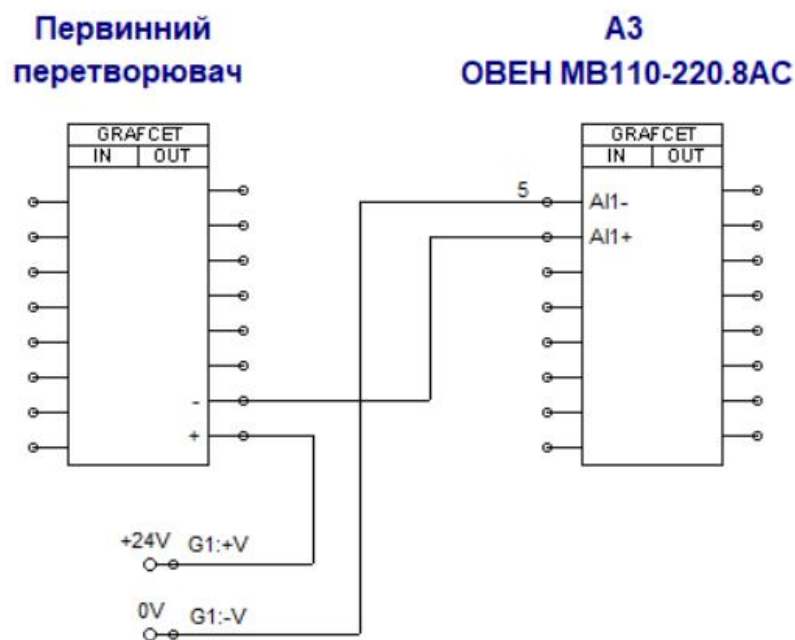 Первинний
перетворювач
A3
ОВЕН МВ110-220.8АС
GRAFCET
IN OUT
GRAFCET
IN OUT
5
AI1-
AI1+
-
+
+24V G1:+V
0V G1:-V